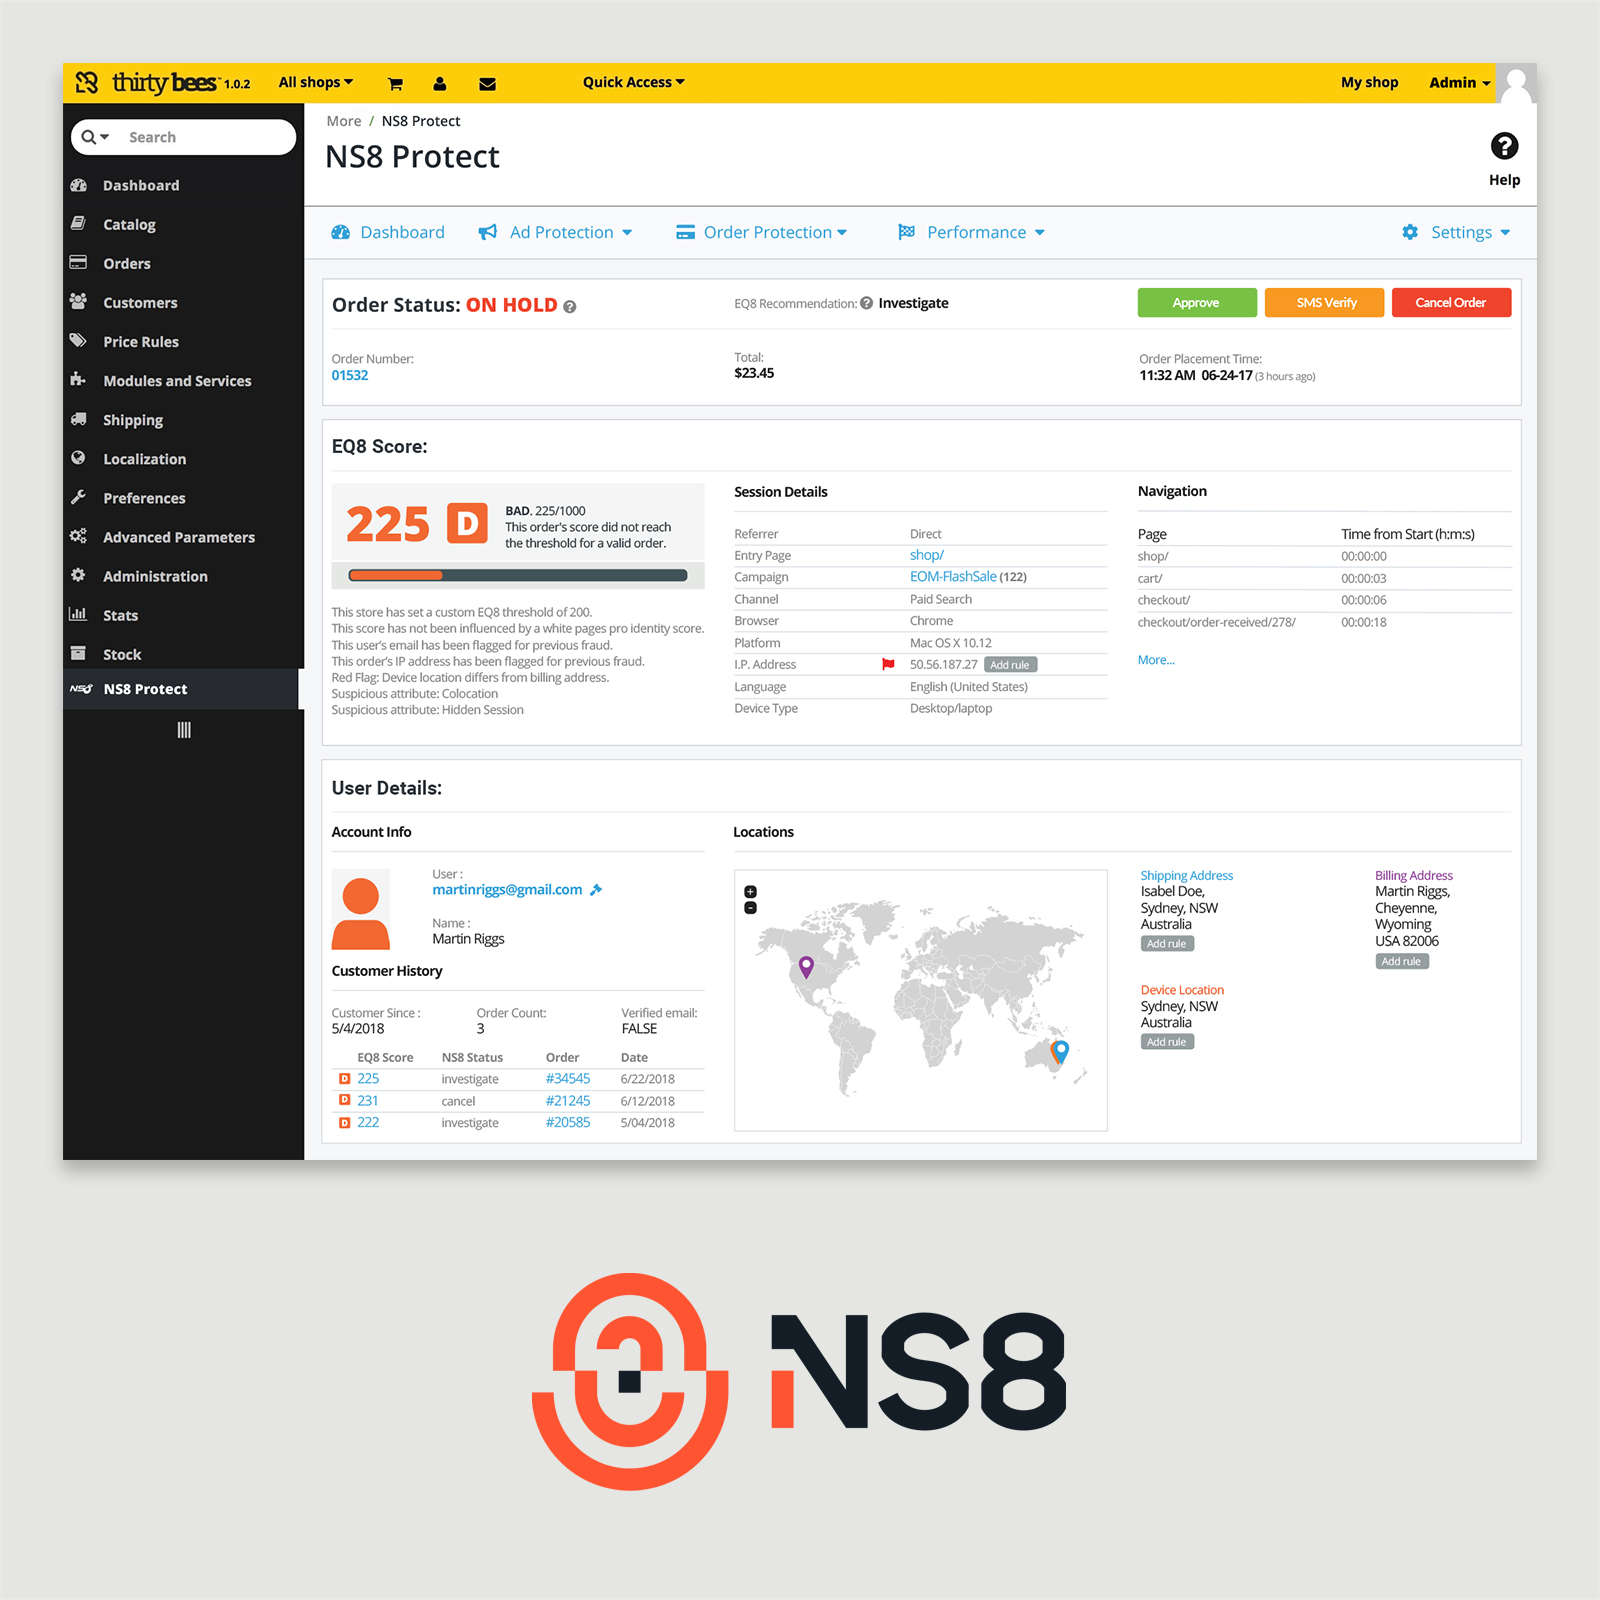 thirty bees™ 1.0.2 All shops Quick Access My shop Admin
Search
Dashboard
Catalog
Orders
Customers
Price Rules
Modules and Services
Shipping
Localization
Preferences
Advanced Parameters
Administration
Stats
Stock
NS8 NS8 Protect
More / NS8 Protect
NS8 Protect
? Help
Dashboard Ad Protection Order Protection Performance Settings
Order Status: ON HOLD ?
EQ8 Recommendation: ? Investigate
Approve SMS Verify Cancel Order
Order Number:
01532
Total:
$23.45
Order Placement Time:
11:32 AM 06-24-17 (3 hours ago)
EQ8 Score:
225 D
BAD. 225/1000
This order's score did not reach
the threshold for a valid order.
This store has set a custom EQ8 threshold of 200.
This score has not been influenced by a white pages pro identity score.
This user's email has been flagged for previous fraud.
This order's IP address has been flagged for previous fraud.
Red Flag: Device location differs from billing address.
Suspicious attribute: Colocation
Suspicious attribute: Hidden Session
Session Details
Referrer Direct
Entry Page shop/
Campaign EOM-FlashSale (122)
Channel Paid Search
Browser Chrome
Platform Mac OS X 10.12
I.P. Address 50.56.187.27 Add rule
Language English (United States)
Device Type Desktop/laptop
Navigation
Page Time from Start (h:m:s)
shop/ 00:00:00
cart/ 00:00:03
checkout/ 00:00:06
checkout/order-received/278/ 00:00:18
More...
User Details:
Account Info
User :
martinriggs@gmail.com
Name :
Martin Riggs
Customer History
Customer Since : Order Count: Verified email:
5/4/2018 3 FALSE
EQ8 Score NS8 Status Order Date
D 225 investigate #34545 6/22/2018
D 231 cancel #21245 6/12/2018
D 222 investigate #20585 5/04/2018
Locations
+
-
Shipping Address
Isabel Doe,
Sydney, NSW
Australia
Add rule
Device Location
Sydney, NSW
Australia
Add rule
Billing Address
Martin Riggs,
Cheyenne,
Wyoming
USA 82006
Add rule
NS8